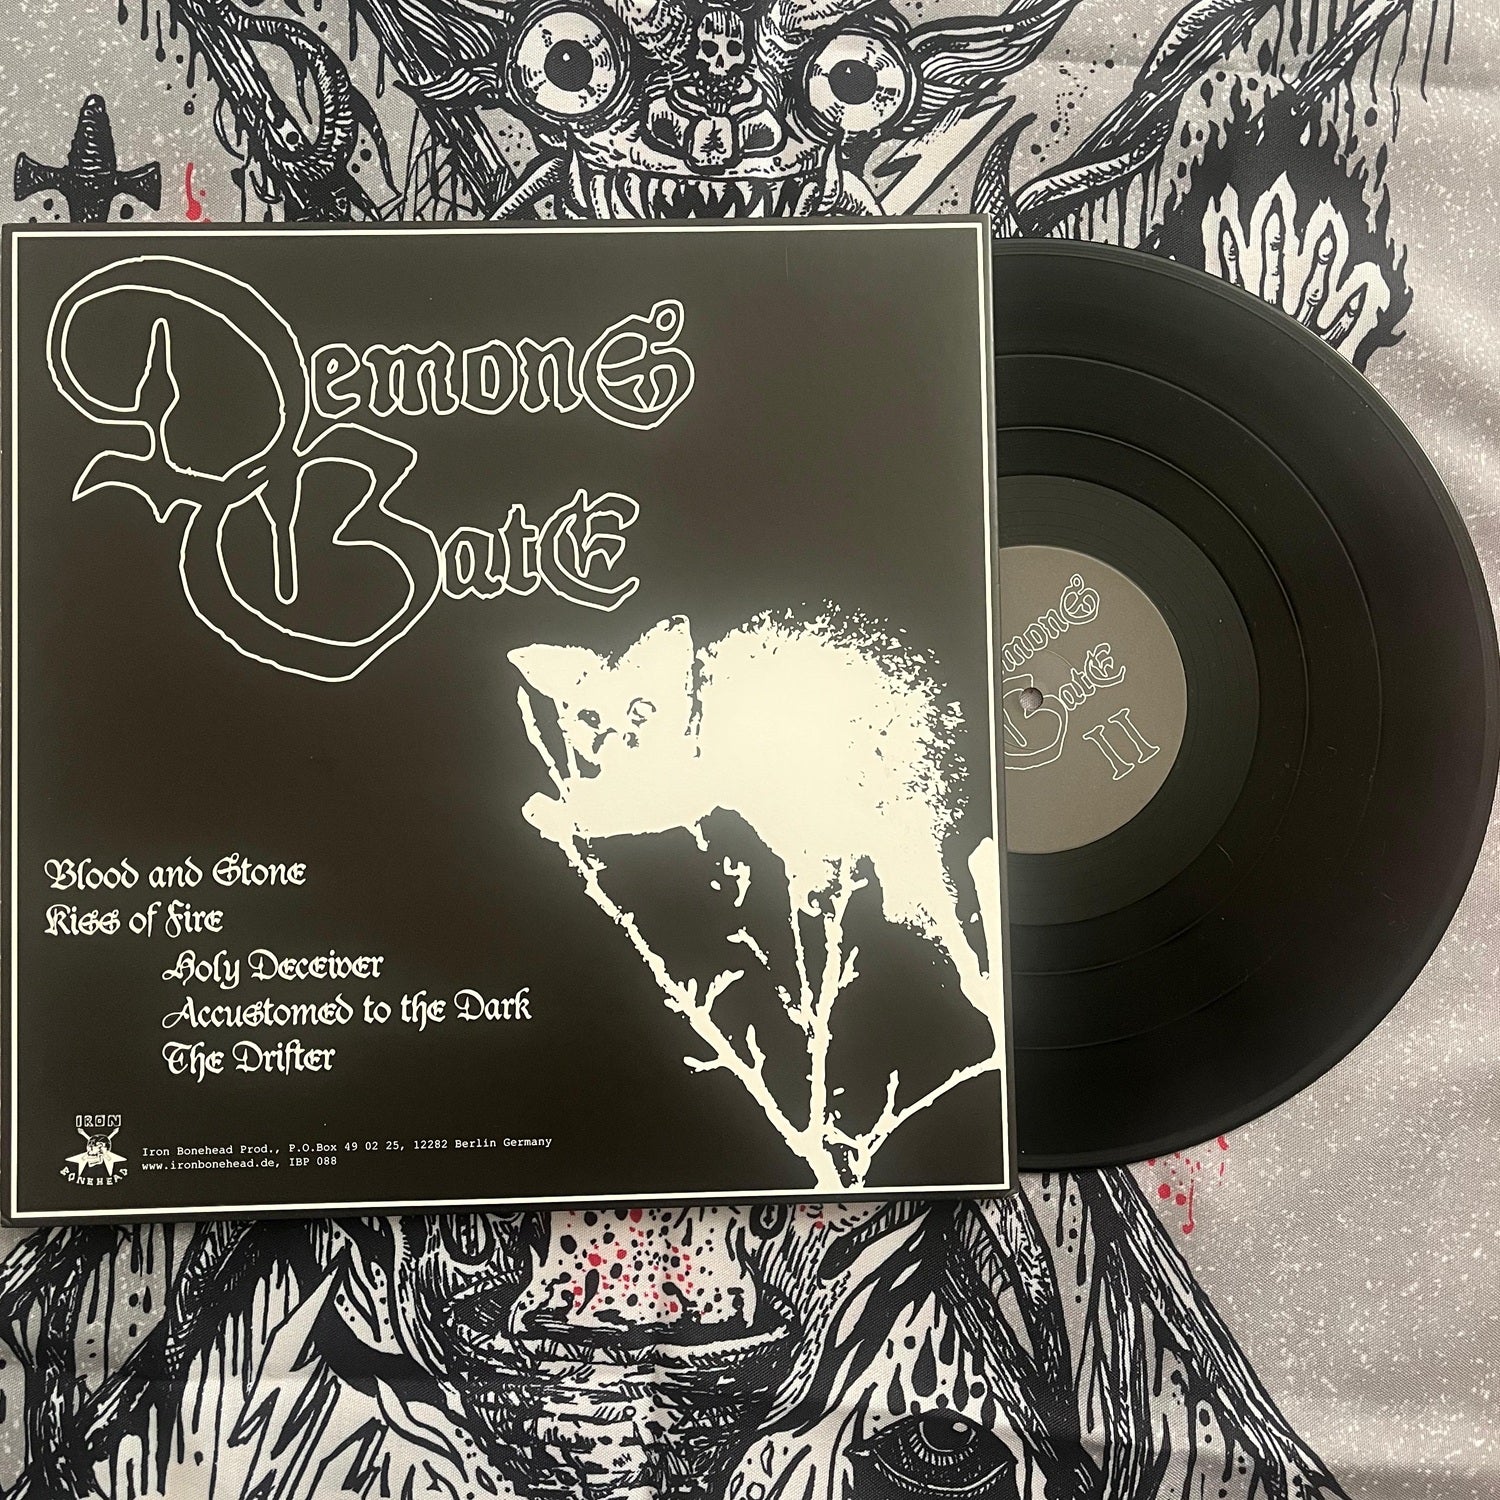 Demons
Gate
Blood and Stone
Kiss of Fire
Holy Deceiver
Accustomed to the Dark
The Drifter
IRON
BONEHEAD
Iron Bonehead Prod., P.O.Box 49 02 25, 12282 Berlin Germany
www.ironbonehead.de, IBP 088
emons
Gate
II